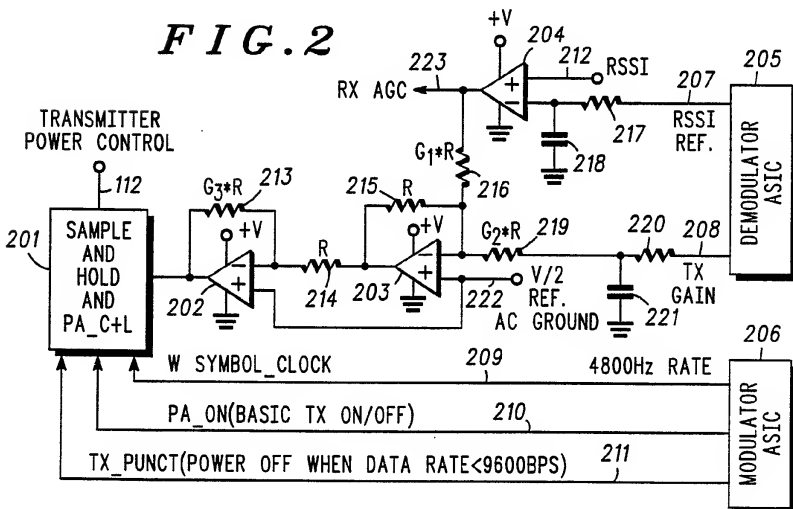 FIG.2
+V
204
212
RSSI
223
RX AGC
207
205
RSSI
REF.
217
218
DEMODULATOR
ASIC
TRANSMITTER
POWER CONTROL
112
G1*R
216
G3*R
213
215
R
+V
R
+V
G2*R
219
220
208
TX
GAIN
201
SAMPLE
AND
HOLD
AND
PA_C+L
202
214
203
222
V/2
REF.
AC GROUND
221
206
W SYMBOL_CLOCK
209
4800Hz RATE
PA_ON(BASIC TX ON/OFF)
210
TX_PUNCT(POWER OFF WHEN DATA RATE<9600BPS)
211
MODULATOR
ASIC